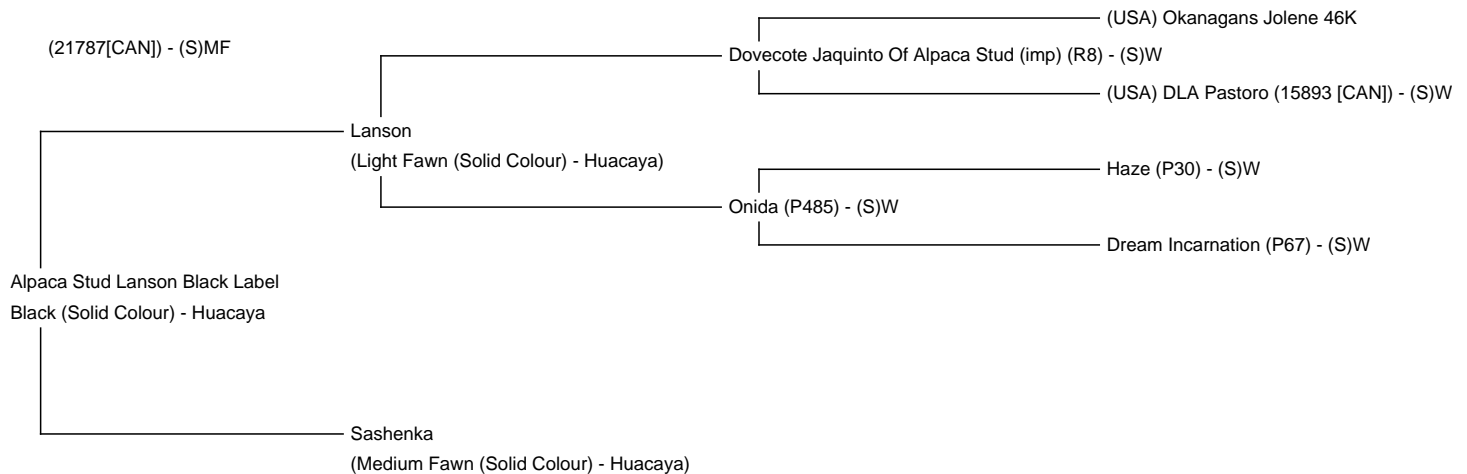 (USA) Okanagans Jolene 46K
(21787[CAN]) - (S)MF
Dovecote Jaquinto Of Alpaca Stud (imp) (R8) - (S)W
(USA) DLA Pastoro (15893 [CAN]) - (S)W
Lanson
(Light Fawn (Solid Colour) - Huacaya)
Haze (P30) - (S)W
Onida (P485) - (S)W
Dream Incarnation (P67) - (S)W
Alpaca Stud Lanson Black Label
Black (Solid Colour) - Huacaya
Sashenka
(Medium Fawn (Solid Colour) - Huacaya)